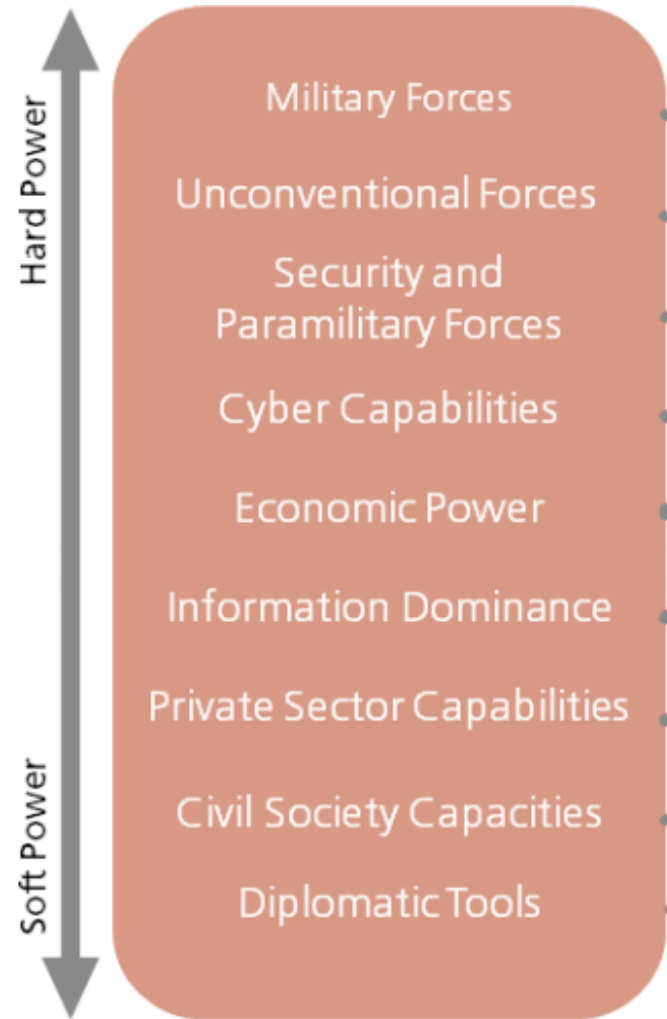 Hard Power
Military Forces
Unconventional Forces
Security and
Paramilitary Forces
Cyber Capabilities
Economic Power
Information Dominance
Private Sector Capabilities
Civil Society Capacities
Diplomatic Tools
Soft Power